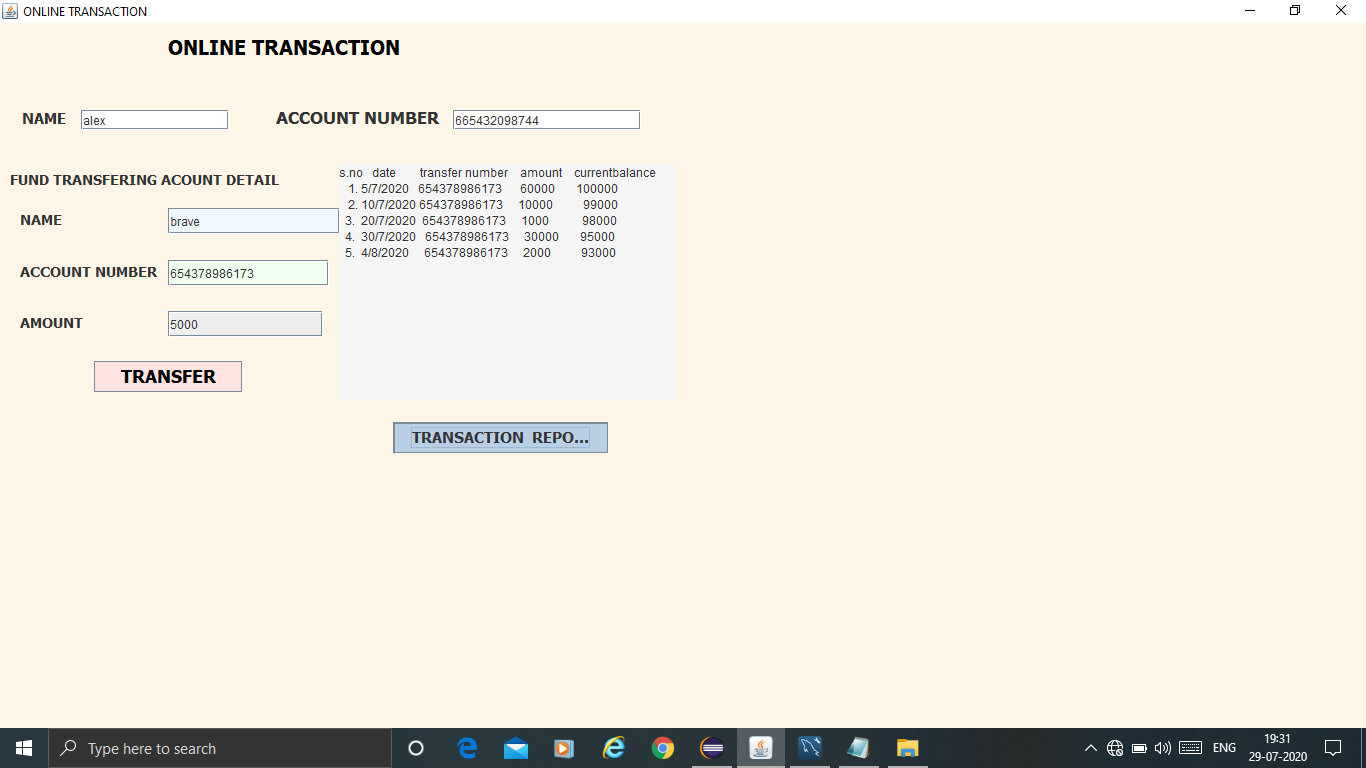 ONLINE TRANSACTION
ONLINE TRANSACTION
NAME alex ACCOUNT NUMBER 665432098744
FUND TRANSFERING ACOUNT DETAIL
NAME brave
ACCOUNT NUMBER 654378986173
AMOUNT 5000
TRANSFER
s.no date transfer number amount currentbalance
1. 5/7/2020 654378986173 60000 100000
2. 10/7/2020 654378986173 10000 99000
3. 20/7/2020 654378986173 1000 98000
4. 30/7/2020 654378986173 30000 95000
5. 4/8/2020 654378986173 2000 93000
TRANSACTION REPO...
Type here to search
ENG
19:31
29-07-2020